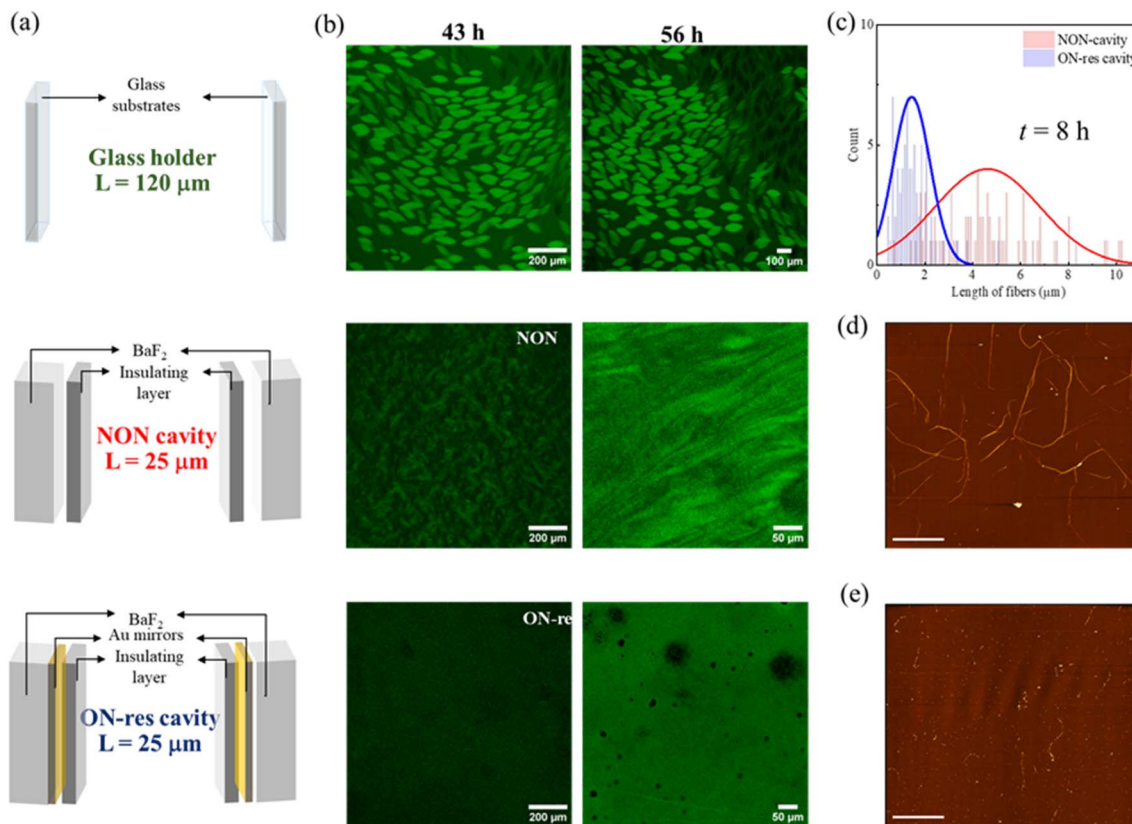 (a)
Glass
substrates
Glass holder
L = 120 μm
BaF2
Insulating
layer
NON cavity
L = 25 μm
BaF2
Au mirrors
Insulating
layer
ON-res cavity
L = 25 μm
(b)
43 h
56 h
200 μm
100 μm
NON
200 μm
50 μm
ON-re
200 μm
50 μm
(c)
10
5
0
Count
NON-cavity
ON-res cavity
t = 8 h
0 2 4 6 8 10
Length of fibers (μm)
(d)
(e)